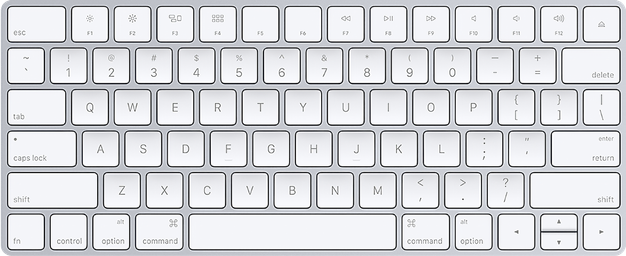 esc F1 F2 F3 F4 F5 F6 F7 F8 F9 F10 F11 F12
~ ! @ # $ % ^ & * ( ) — +
` 1 2 3 4 5 6 7 8 9 0 - = delete
tab Q W E R T Y U I O P { [ } ] | \
caps lock A S D F G H J K L : ; " ' enter return
shift Z X C V B N M < , > . ? / shift
fn control alt option ⌘ command ⌘ command alt option